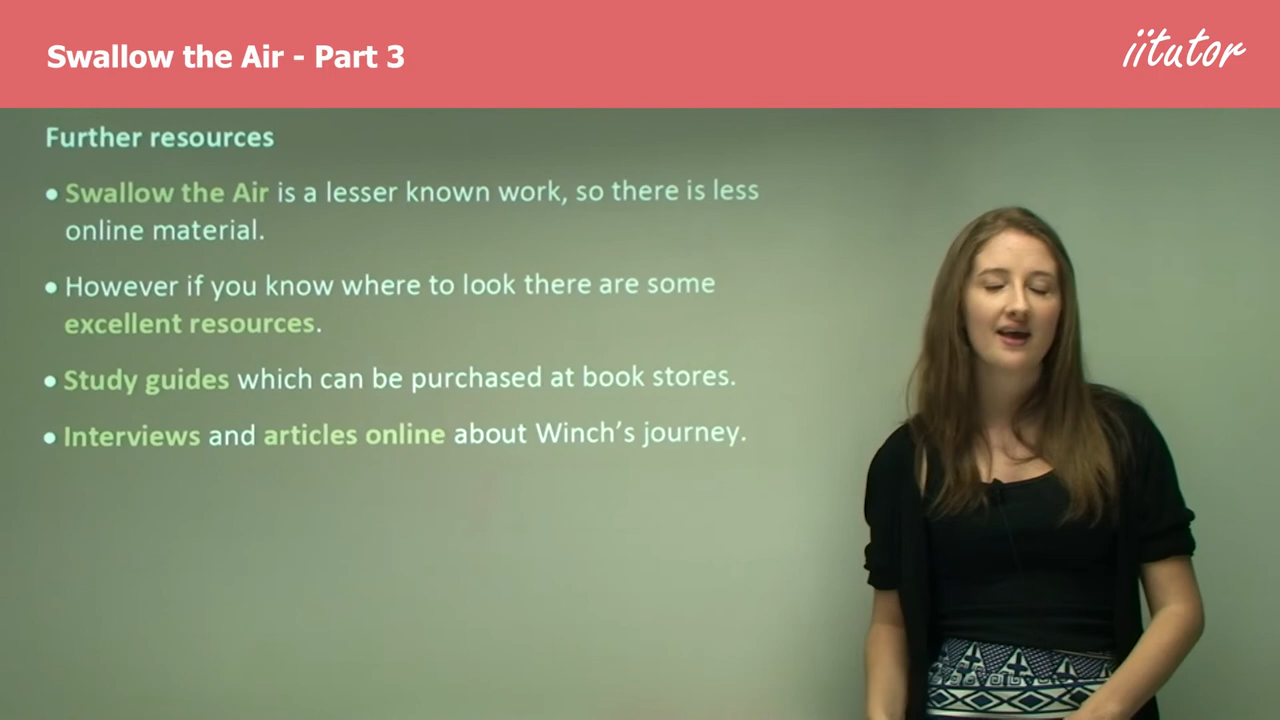 Swallow the Air - Part 3
iitutor
Further resources
• Swallow the Air is a lesser known work, so there is less
online material.
• However if you know where to look there are some
excellent resources.
• Study guides which can be purchased at book stores.
• Interviews and articles online about Winch’s journey.